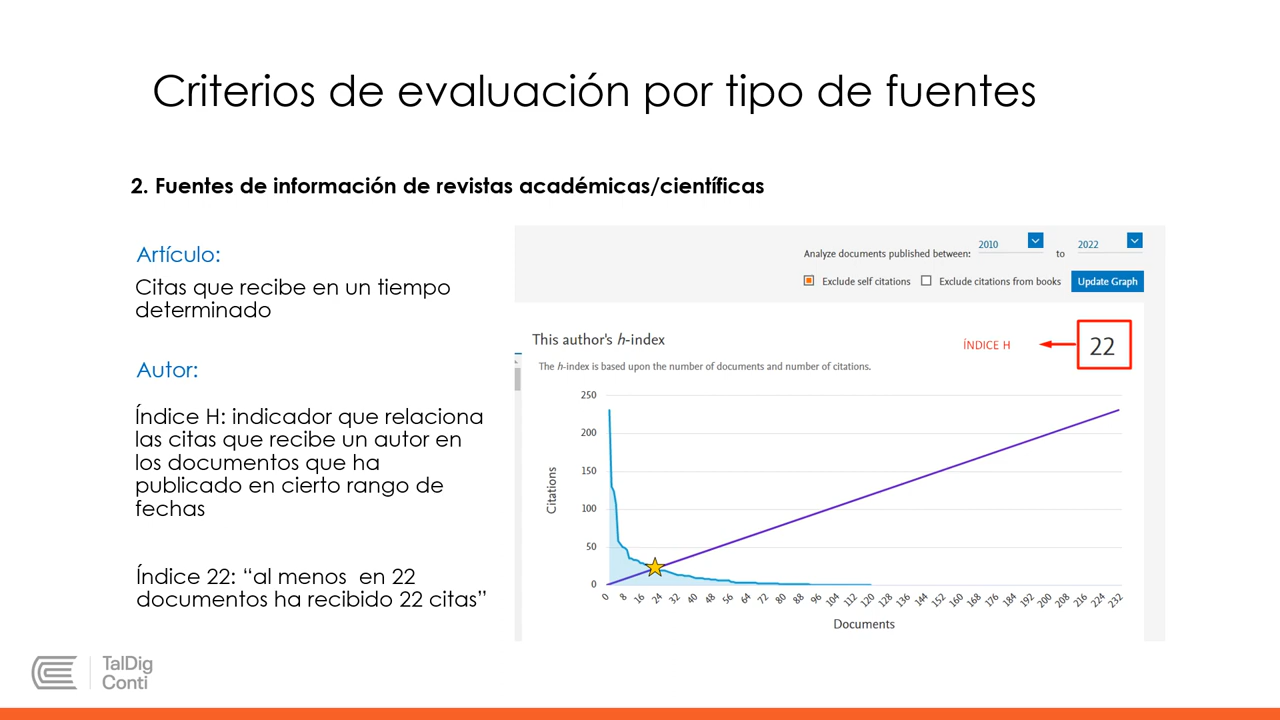 Criterios de evaluación por tipo de fuentes
2. Fuentes de información de revistas académicas/científicas
Artículo:
Citas que recibe en un tiempo
determinado
Autor:
Índice H: indicador que relaciona
las citas que recibe un autor en
los documentos que ha
publicado en cierto rango de
fechas
Índice 22: “al menos en 22
documentos ha recibido 22 citas”
Analyze documents published between: 2010 to 2022
Exclude self citations Exclude citations from books Update Graph
This author's h-index
ÍNDICE H 22
The h-index is based upon the number of documents and number of citations.
Citations
250
200
150
100
50
0
0 8 16 24 32 40 48 56 64 72 80 88 96 104 112 120 128 136 144 152 160 168 176 184 192 200 208 216 224 232
Documents
TalDig
Conti